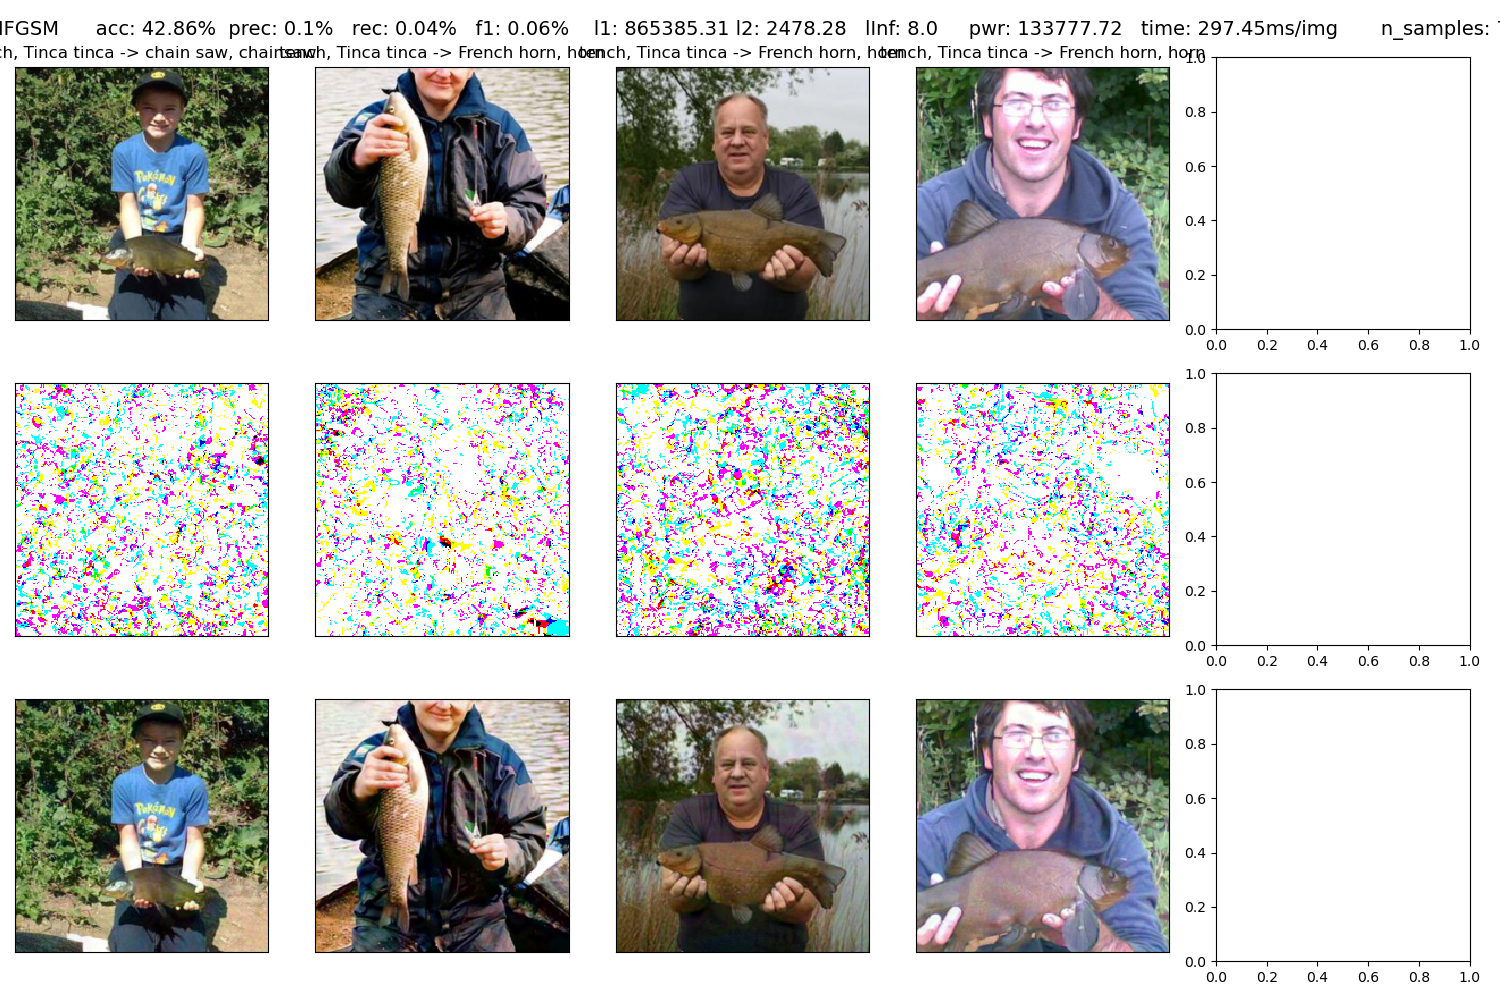 IFGSM acc: 42.86% prec: 0.1% rec: 0.04% f1: 0.06% l1: 865385.31 l2: 2478.28 lInf: 8.0 pwr: 133777.72 time: 297.45ms/img n_samples:
Tinca tinca -> chain saw, chainsaw
tench, Tinca tinca -> French horn, horn
tench, Tinca tinca -> French horn, horn
tench, Tinca tinca -> French horn, horn
Pokémon
1.0
0.8
0.6
0.4
0.2
0.0
0.0 0.2 0.4 0.6 0.8 1.0
1.0
0.8
0.6
0.4
0.2
0.0
0.0 0.2 0.4 0.6 0.8 1.0
Pokémon
1.0
0.8
0.6
0.4
0.2
0.0
0.0 0.2 0.4 0.6 0.8 1.0